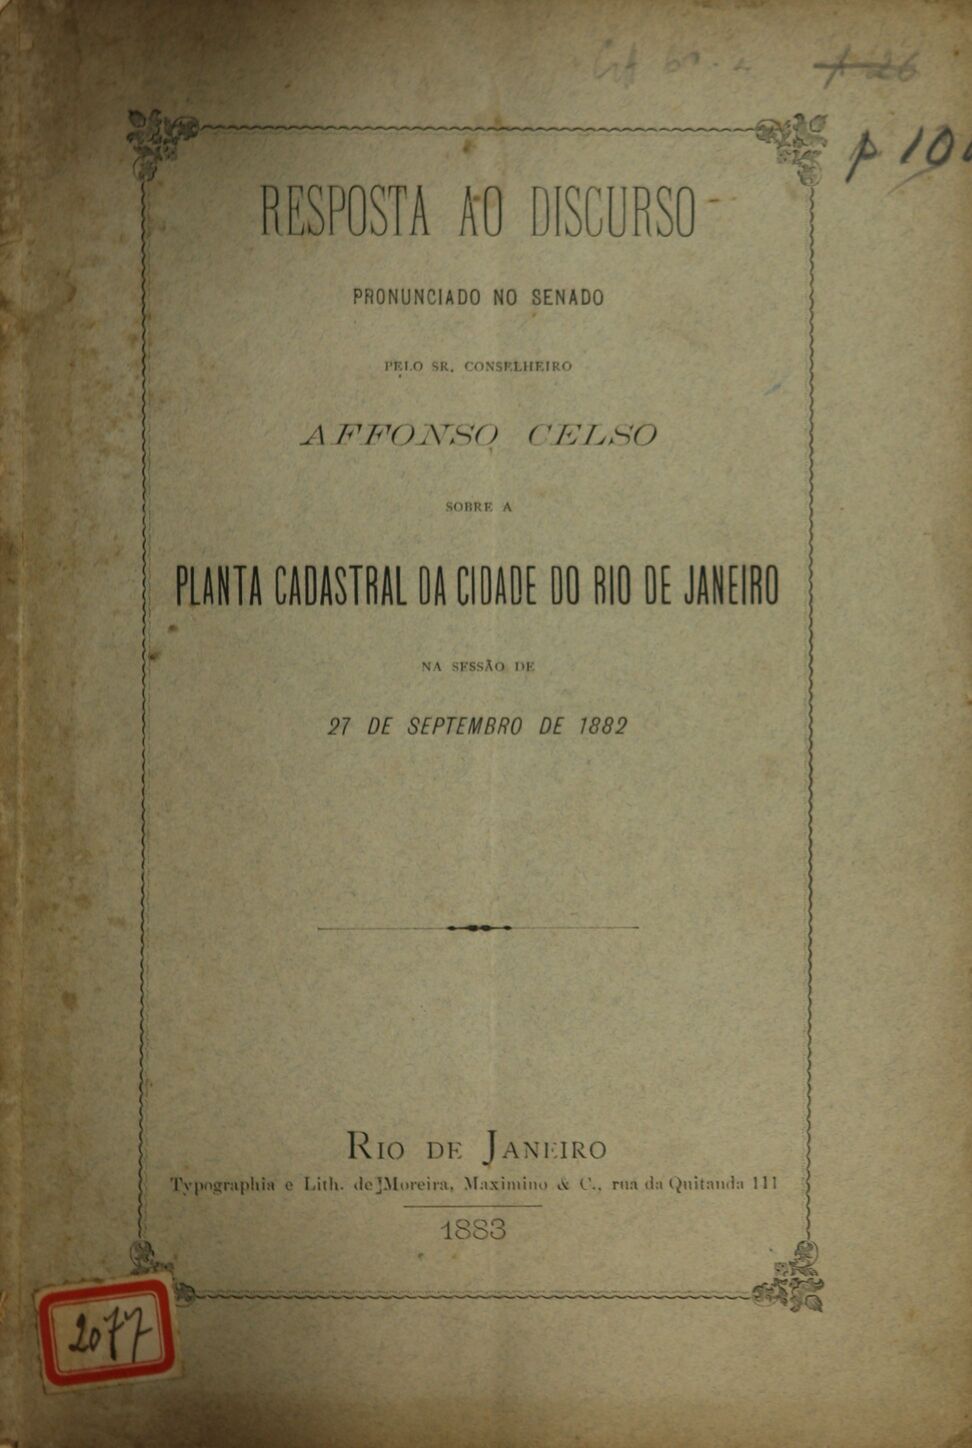 RESPOSTA AO DISCURSO
PRONUNCIADO NO SENADO
PELO SR. CONSELHEIRO
AFFONSO CELSO
SOBRE A
PLANTA CADASTRAL DA CIDADE DO RIO DE JANEIRO
NA SESSÃO DE
27 DE SEPTEMBRO DE 1882
RIO DE JANEIRO
Typographia e Lith. de Moreira, Maximino & C., rua da Quitanda 111
1883
2077